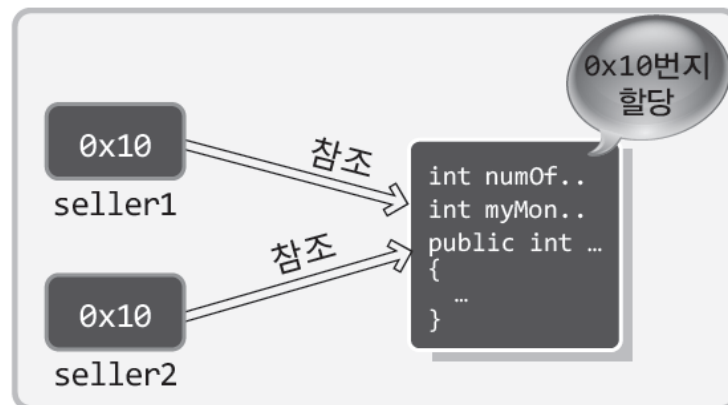 0x10번지
할당
0x10
seller1
참조
int numOf..
int myMon..
public int …
{
…
}
참조
0x10
seller2